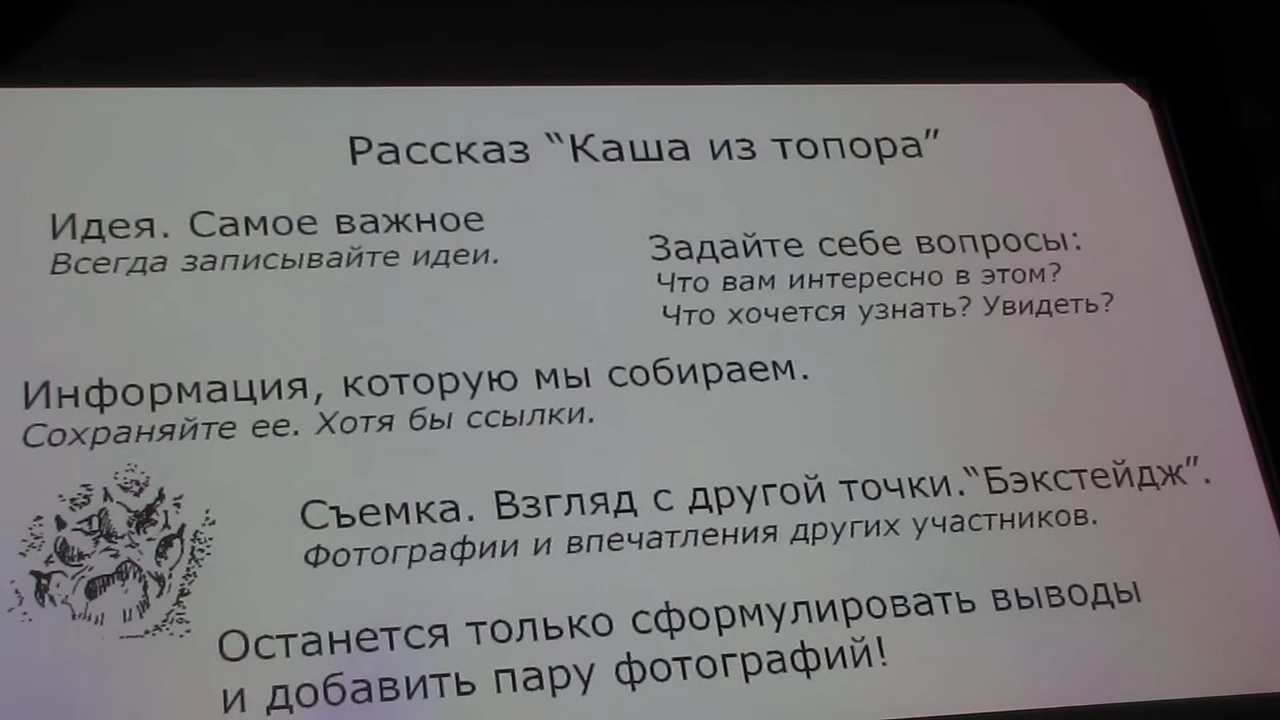 Рассказ “Каша из топора”
Идея. Самое важное
Всегда записывайте идеи.
Задайте себе вопросы:
Что вам интересно в этом?
Что хочется узнать? Увидеть?
Информация, которую мы собираем.
Сохраняйте ее. Хотя бы ссылки.
Съемка. Взгляд с другой точки.“Бэкстейдж”.
Фотографии и впечатления других участников.
Останется только сформулировать выводы
и добавить пару фотографий!